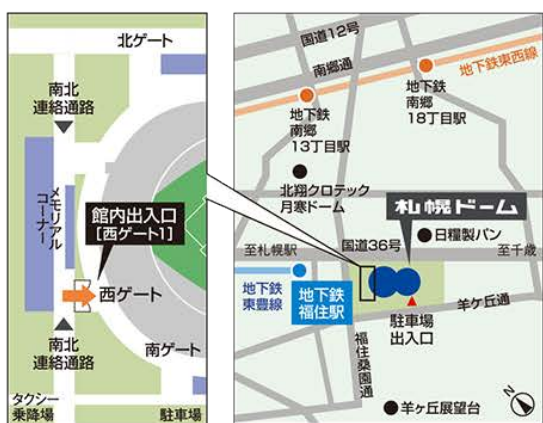 北ゲート
南北
連絡通路
メモリアル
コーナー
館内出入口
[西ゲート1]
西ゲート
南北
連絡通路
南ゲート
タクシー
乗降場
駐車場
国道12号
南郷通
地下鉄東西線
地下鉄
南郷
18丁目駅
地下鉄
南郷
13丁目駅
北翔クロテック
月寒ドーム
札幌ドーム
日糧製パン
至札幌駅
国道36号
至千歳
地下鉄
東豊線
地下鉄
福住駅
羊ケ丘通
駐車場
出入口
福住桑園通
羊ヶ丘展望台
N